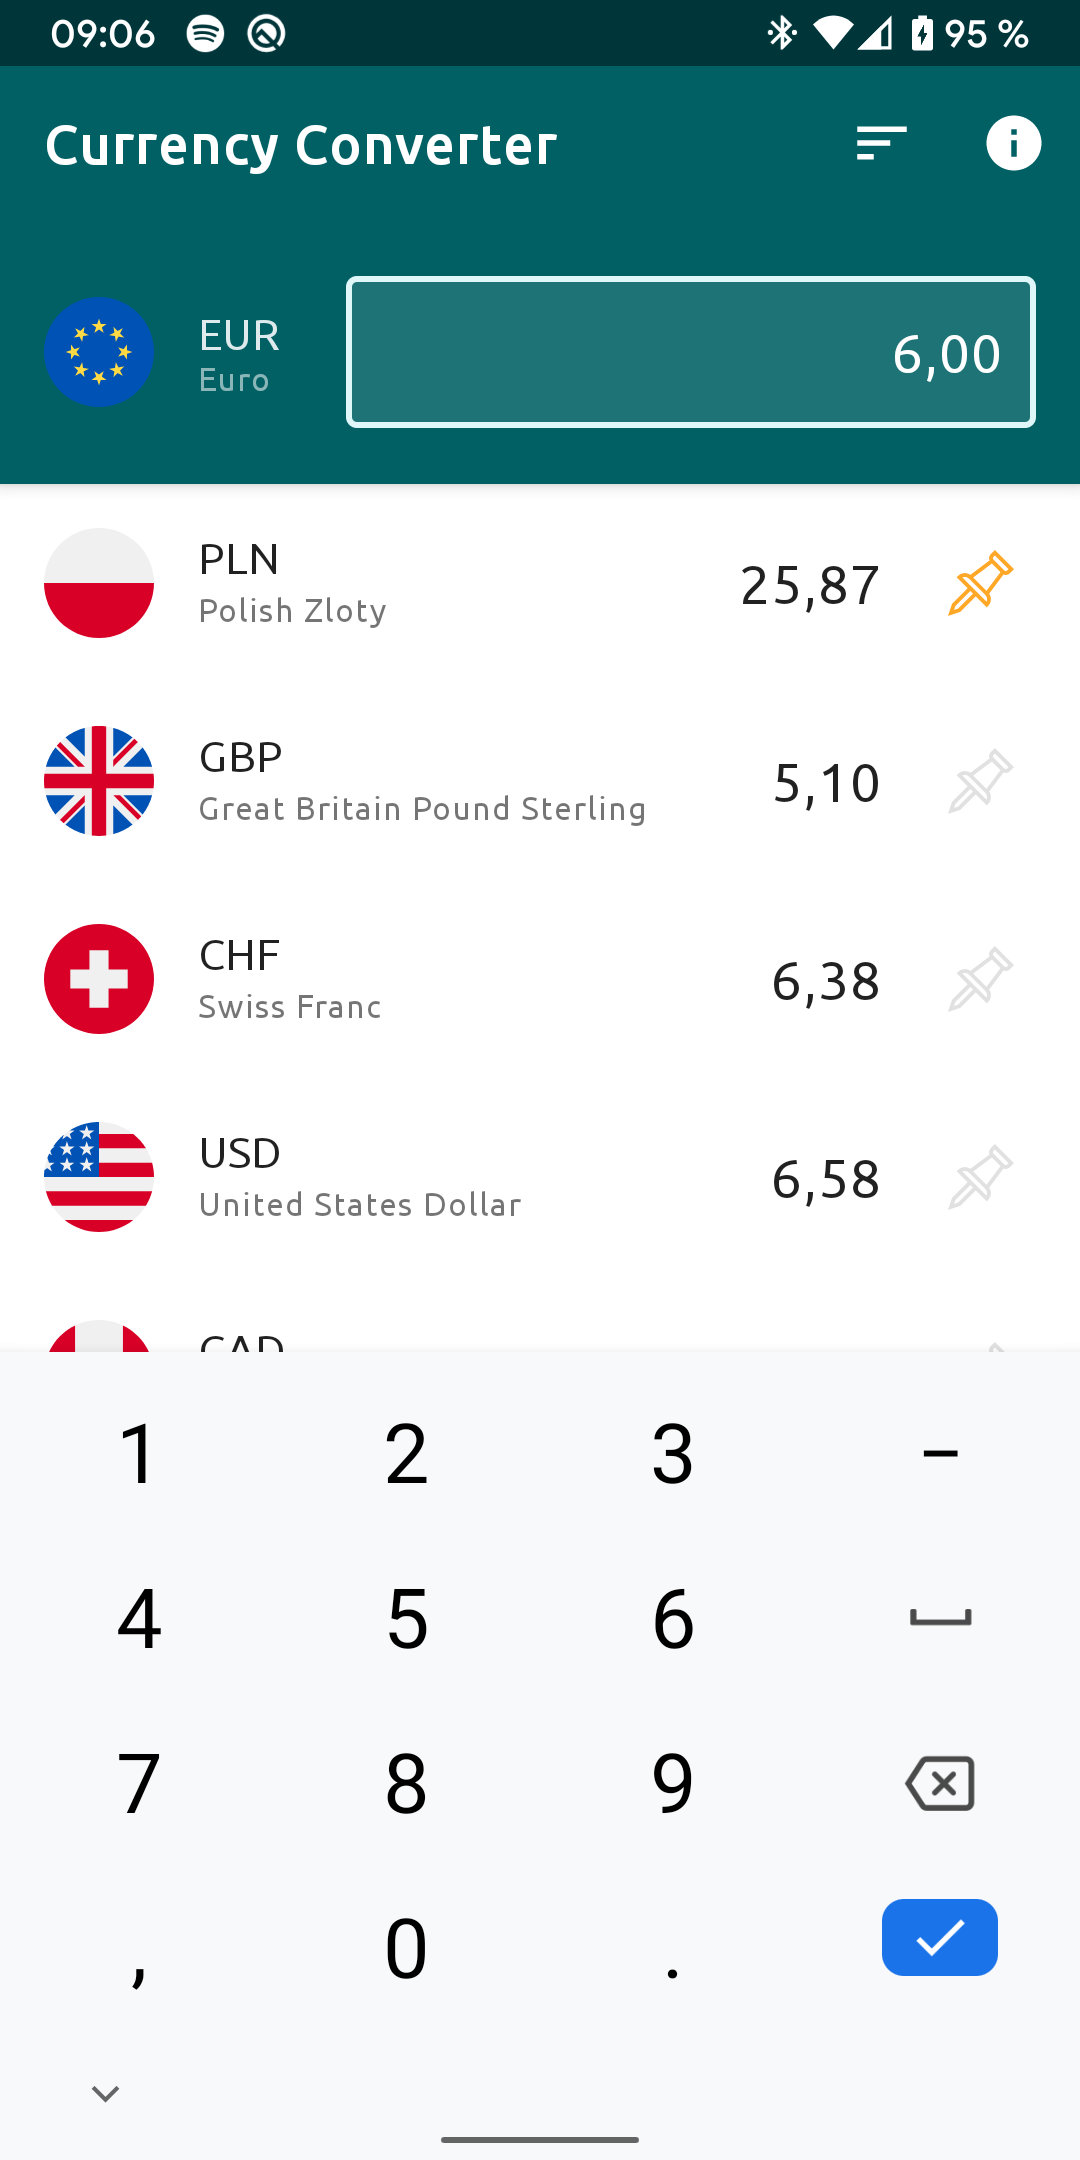 09:06 95 %
Currency Converter
EUR
Euro
6,00
PLN
Polish Zloty
25,87
GBP
Great Britain Pound Sterling
5,10
CHF
Swiss Franc
6,38
USD
United States Dollar
6,58
CAD
1 2 3 –
4 5 6
7 8 9
, 0 .